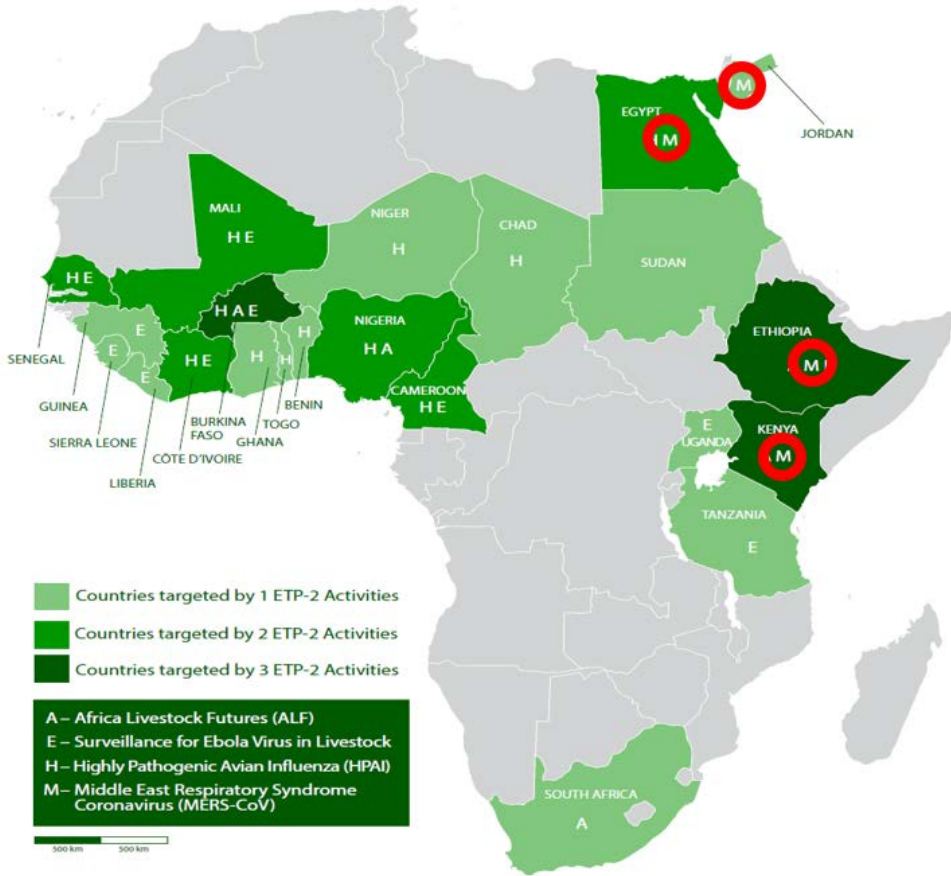 JORDAN
M
EGYPT
M
MALI
H E
NIGER
H
CHAD
H
SUDAN
H E
SENEGAL
H A E
BURKINA
FASO
E
GUINEA
E
SIERRA LEONE
E
LIBERIA
H E
CÔTE D'IVOIRE
H
GHANA
H
TOGO
H
BENIN
NIGERIA
H A
CAMEROON
H E
ETHIOPIA
M
KENYA
M
E
UGANDA
TANZANIA
E
SOUTH AFRICA
A
Countries targeted by 1 ETP-2 Activities
Countries targeted by 2 ETP-2 Activities
Countries targeted by 3 ETP-2 Activities
A – Africa Livestock Futures (ALF)
E – Surveillance for Ebola Virus in Livestock
H – Highly Pathogenic Avian Influenza (HPAI)
M – Middle East Respiratory Syndrome
Coronavirus (MERS-CoV)
500 km 500 km